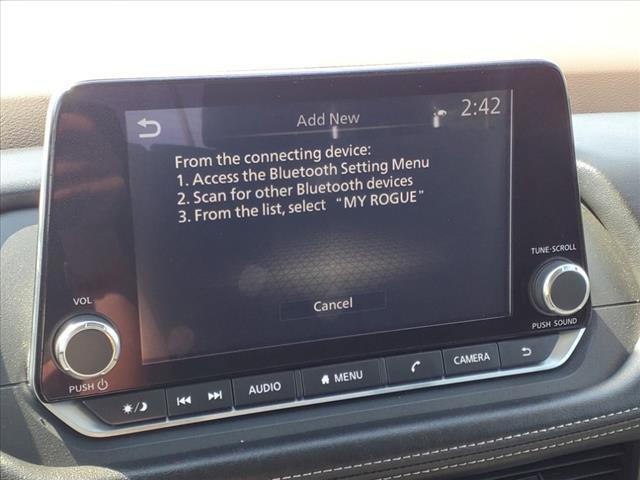 Add New
2:42
From the connecting device:
1. Access the Bluetooth Setting Menu
2. Scan for other Bluetooth devices
3. From the list, select “MY ROGUE”
Cancel
VOL
PUSH
TUNE·SCROLL
PUSH SOUND
AUDIO
MENU
CAMERA